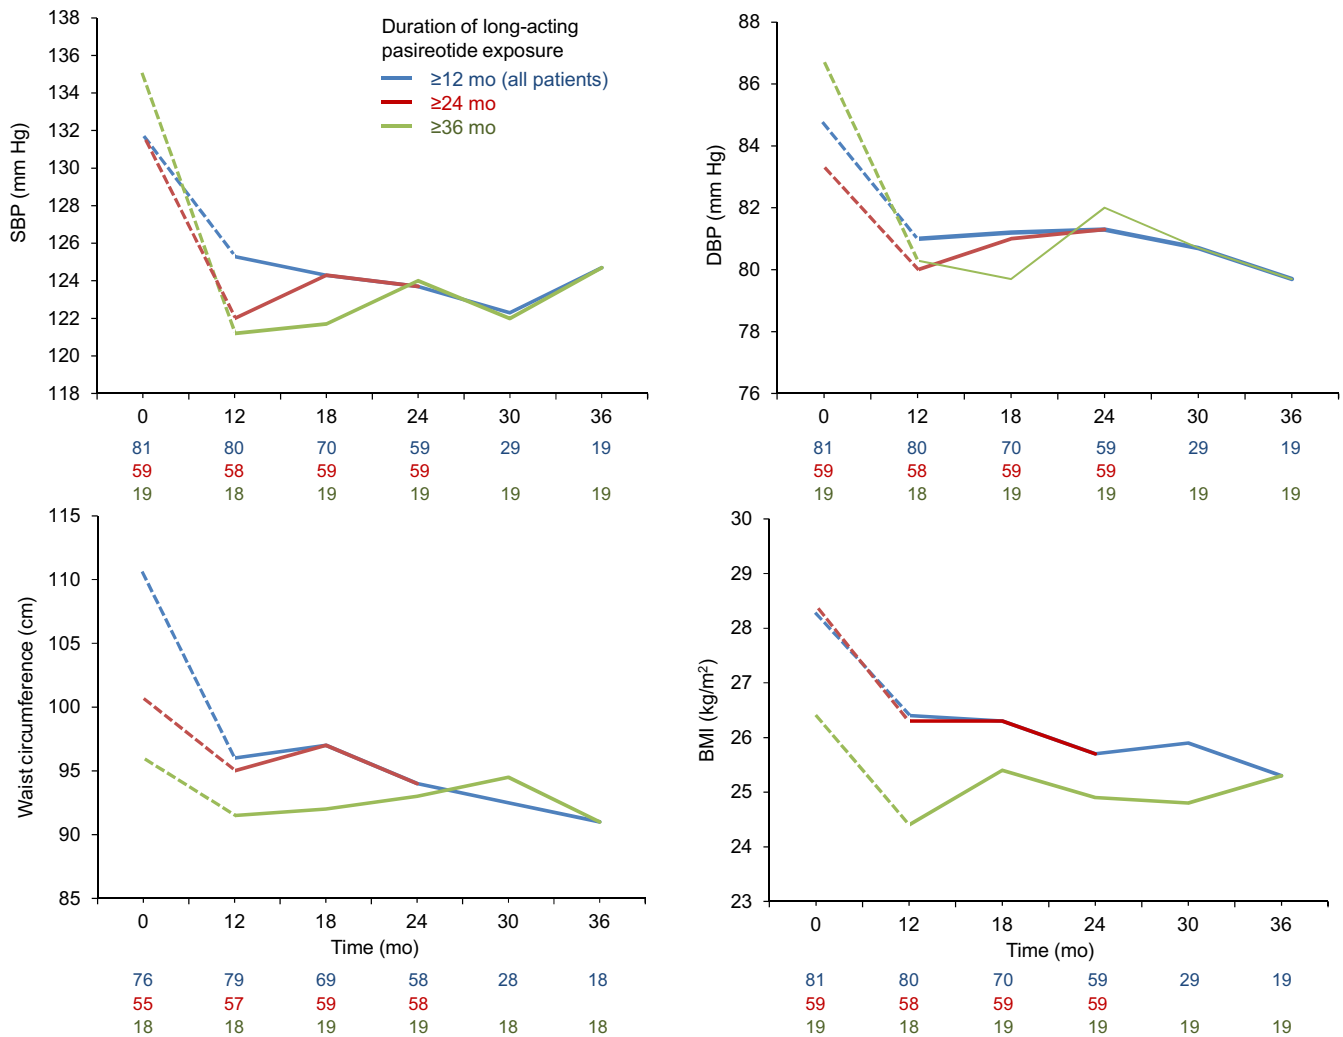 Duration of long-acting
pasireotide exposure
≥12 mo (all patients)
≥24 mo
≥36 mo
SBP (mm Hg)
138
136
134
132
130
128
126
124
122
120
118
0 12 18 24 30 36
81 80 70 59 29 19
59 58 59 59
19 18 19 19 19 19
DBP (mm Hg)
88
86
84
82
80
78
76
0 12 18 24 30 36
81 80 70 59 29 19
59 58 59 59
19 18 19 19 19 19
Waist circumference (cm)
115
110
105
100
95
90
85
0 12 18 24 30 36
Time (mo)
76 79 69 58 28 18
55 57 59 58
18 18 19 19 18 18
BMI (kg/m²)
30
29
28
27
26
25
24
23
0 12 18 24 30 36
Time (mo)
81 80 70 59 29 19
59 58 59 59
19 18 19 19 19 19